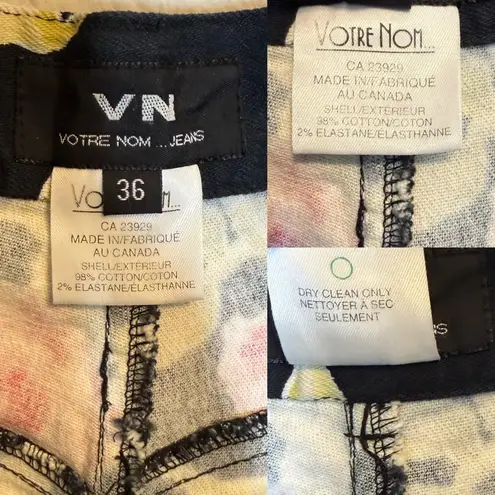 VN
VOTRE NOM ... JEANS
36
VO M...
CA 23929
MADE IN/FABRIQUÉ
AU CANADA
SHELL/EXTÉRIEUR
98% COTTON/COTON
2% ELASTANE/ÉLASTHANNE
VOTRE NOM...
CA 23929
MADE IN/FABRIQUÉ
AU CANADA
SHELL/EXTÉRIEUR
98% COTTON/COTON
2% ELASTANE/ÉLASTHANNE
DRY CLEAN ONLY
NETTOYER À SEC
SEULEMENT